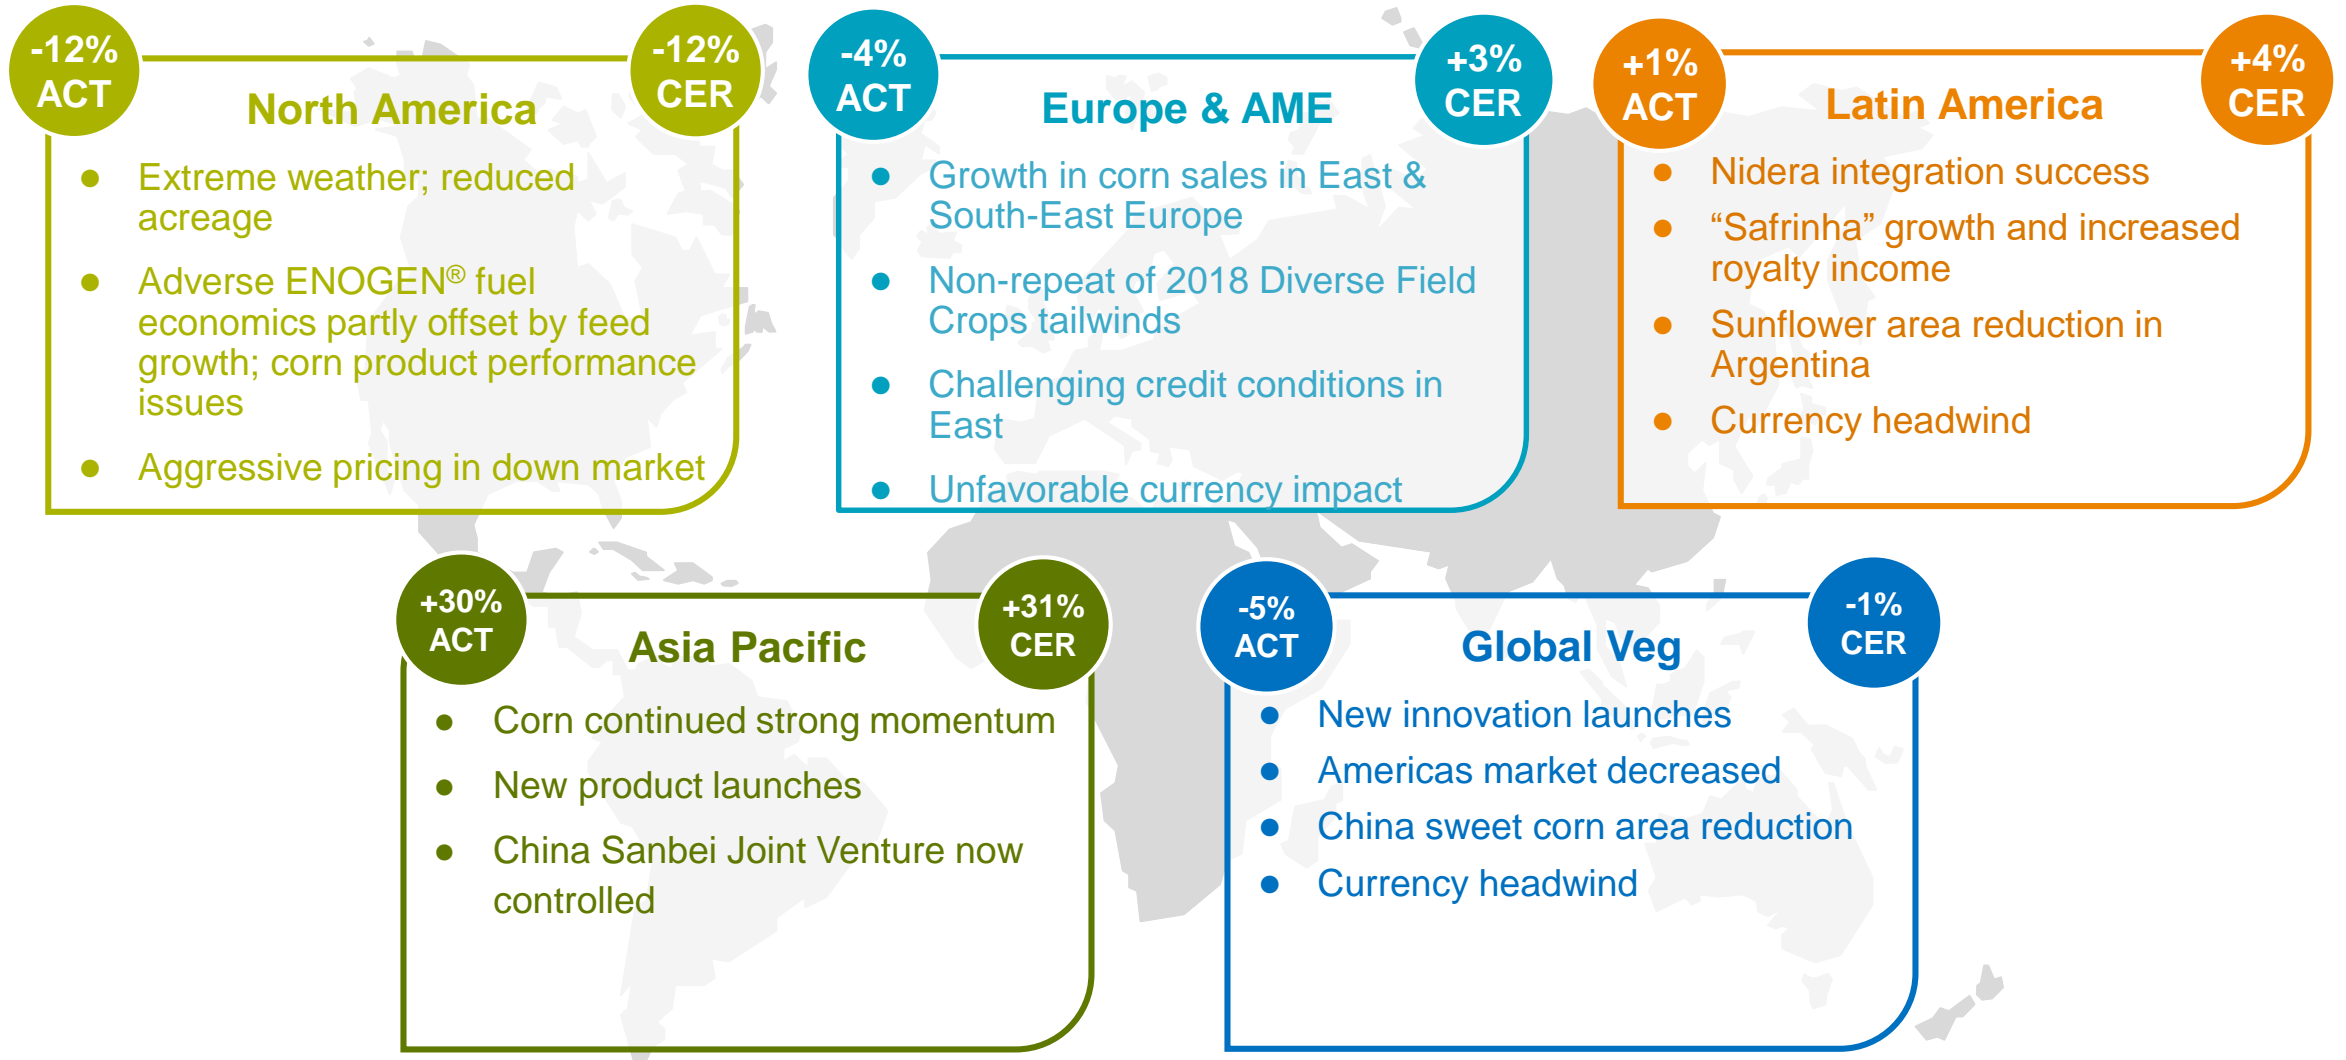 -12%
ACT
North America
-12%
CER
● Extreme weather; reduced
acreage
● Adverse ENOGEN® fuel
economics partly offset by feed
growth; corn product performance
issues
● Aggressive pricing in down market
-4%
ACT
Europe & AME
+3%
CER
● Growth in corn sales in East &
South-East Europe
● Non-repeat of 2018 Diverse Field
Crops tailwinds
● Challenging credit conditions in
East
● Unfavorable currency impact
+1%
ACT
Latin America
+4%
CER
● Nidera integration success
● “Safrinha” growth and increased
royalty income
● Sunflower area reduction in
Argentina
● Currency headwind
+30%
ACT
Asia Pacific
+31%
CER
● Corn continued strong momentum
● New product launches
● China Sanbei Joint Venture now
controlled
-5%
ACT
Global Veg
-1%
CER
● New innovation launches
● Americas market decreased
● China sweet corn area reduction
● Currency headwind